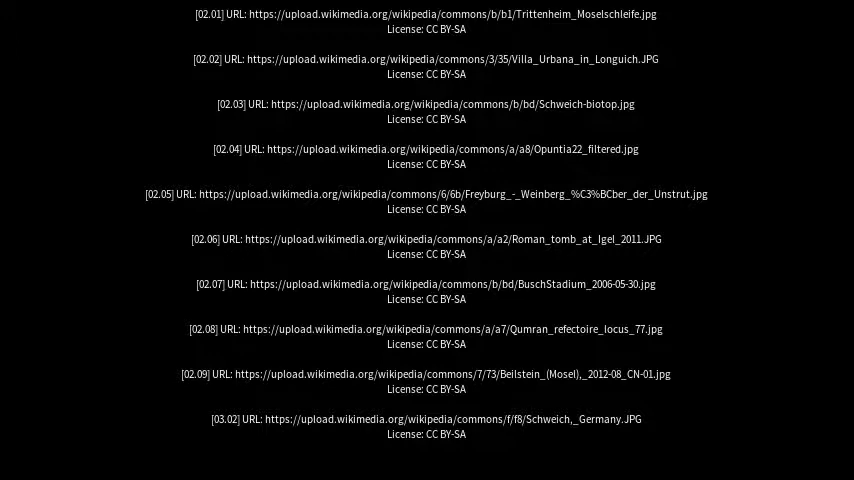 [02.01] URL: https://upload.wikimedia.org/wikipedia/commons/b/b1/Trittenheim_Moselschleife.jpg
License: CC BY-SA
[02.02] URL: https://upload.wikimedia.org/wikipedia/commons/3/35/Villa_Urbana_in_Longuich.JPG
License: CC BY-SA
[02.03] URL: https://upload.wikimedia.org/wikipedia/commons/b/bd/Schweich-biotop.jpg
License: CC BY-SA
[02.04] URL: https://upload.wikimedia.org/wikipedia/commons/a/a8/Opuntia22_filtered.jpg
License: CC BY-SA
[02.05] URL: https://upload.wikimedia.org/wikipedia/commons/6/6b/Freyburg_-_Weinberg_%C3%BCber_der_Unstrut.jpg
License: CC BY-SA
[02.06] URL: https://upload.wikimedia.org/wikipedia/commons/a/a2/Roman_tomb_at_Igel_2011.JPG
License: CC BY-SA
[02.07] URL: https://upload.wikimedia.org/wikipedia/commons/b/bd/BuschStadium_2006-05-30.jpg
License: CC BY-SA
[02.08] URL: https://upload.wikimedia.org/wikipedia/commons/a/a7/Qumran_refectoire_locus_77.jpg
License: CC BY-SA
[02.09] URL: https://upload.wikimedia.org/wikipedia/commons/7/73/Beilstein_(Mosel),_2012-08_CN-01.jpg
License: CC BY-SA
[03.02] URL: https://upload.wikimedia.org/wikipedia/commons/f/f8/Schweich,_Germany.JPG
License: CC BY-SA